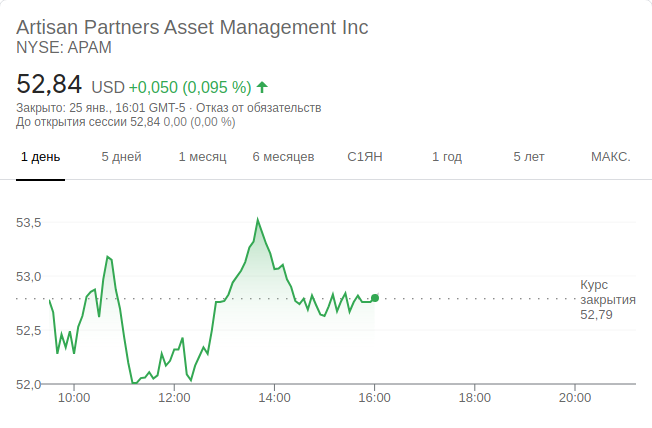 Artisan Partners Asset Management Inc
NYSE: APAM
52,84 USD +0,050 (0,095 %)
Закрыто: 25 янв., 16:01 GMT-5 · Отказ от обязательств
До открытия сессии 52,84 0,00 (0,00 %)
1 день 5 дней 1 месяц 6 месяцев С1ЯН 1 год 5 лет МАКС.
53,5
53,0
Курс
закрытия
52,79
52,5
52,0
10:00 12:00 14:00 16:00 18:00 20:00